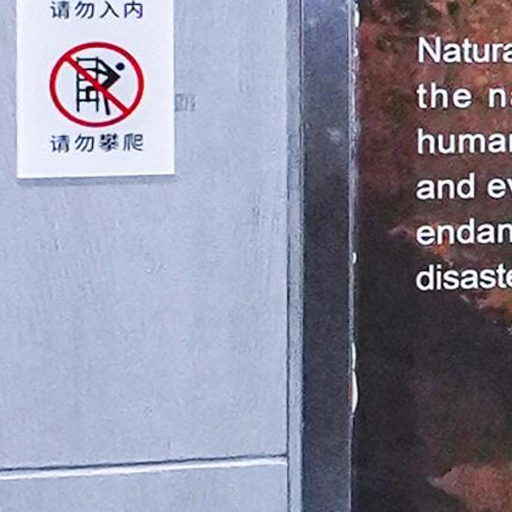 请勿入内
请勿攀爬
Natura
the na
human
and ev
endan
disaste